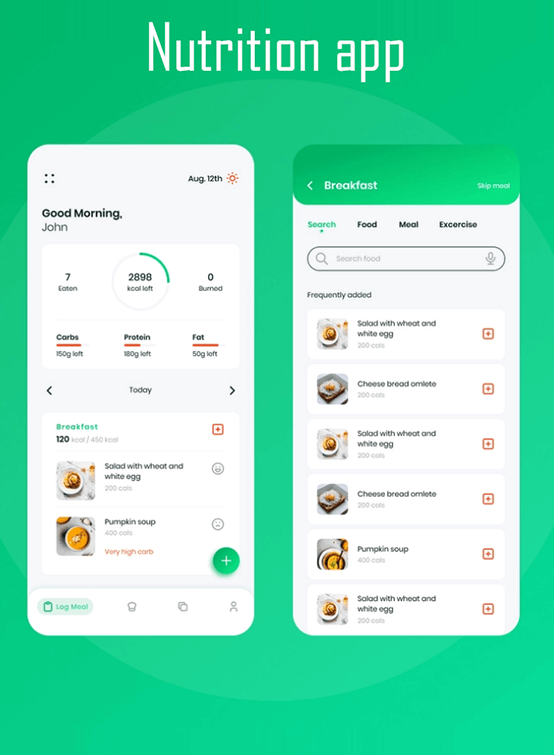 Nutrition app
Aug, 12th
Good Morning,
John
7
Eaten
2898
kcal left
0
Burned
Carbs
150g left
Protein
180g left
Fat
50g left
Today
Breakfast
120 kcal / 450 kcal
Salad with wheat and
white egg
200 cals
Pumpkin soup
400 cals
Very high carb
Log Meal
Breakfast
Skip meal
Search
Food
Meal
Excercise
Search food
Frequently added
Salad with wheat and
white egg
200 cals
Cheese bread omlete
200 cals
Salad with wheat and
white egg
200 cals
Cheese bread omlete
200 cals
Pumpkin soup
400 cals
Salad with wheat and
white egg
200 cals